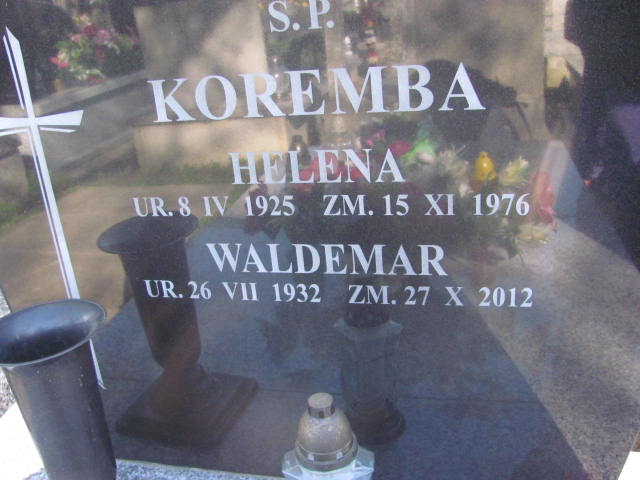 S.P.
KOREMBA
HELENA
UR. 8 IV 1925 ZM. 15 XI 1976
WALDEMAR
UR. 26 VII 1932 ZM. 27 X 2012